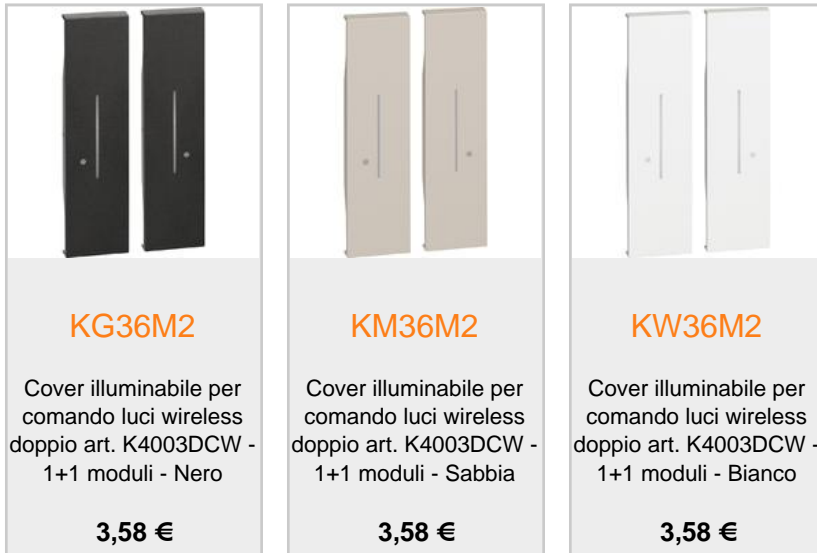 KG36M2
Cover illuminabile per
comando luci wireless
doppio art. K4003DCW -
1+1 moduli - Nero
3,58 €
KM36M2
Cover illuminabile per
comando luci wireless
doppio art. K4003DCW -
1+1 moduli - Sabbia
3,58 €
KW36M2
Cover illuminabile per
comando luci wireless
doppio art. K4003DCW -
1+1 moduli - Bianco
3,58 €